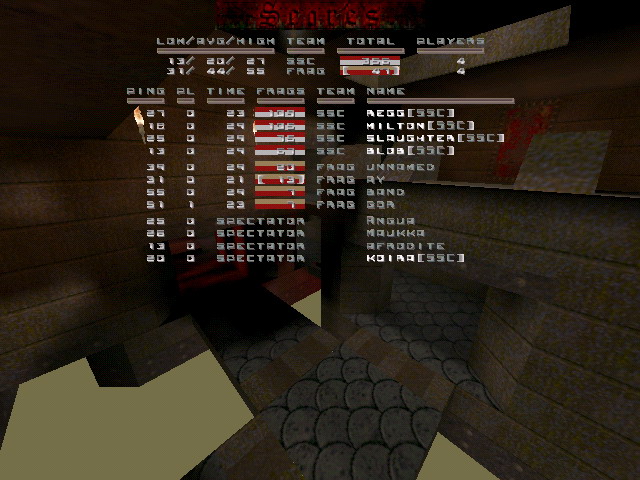 LOW/AVG/HIGH TEAM TOTAL PLAYERS
13/ 20/ 27 SSC 4
31/ 44/ 55 FRAG 41 4
PING PL TIME FRAGS TEAM NAME
27 0 23 SSC REGG[SSC]
18 0 24 SSC MILTON[SSC]
25 0 24 SSC SLAUGHTER[SSC]
13 0 24 SSC BLOB[SSC]
39 0 24 20 FRAG UNNAMED
31 0 21 [ 13] FRAG RY
55 0 24 1 FRAG BAND
51 1 23 1 FRAG GOA
25 0 SPECTATOR ANGUA
26 0 SPECTATOR MAUKKA
13 0 SPECTATOR AFRODITE
20 0 SPECTATOR KOIRA[SSC]